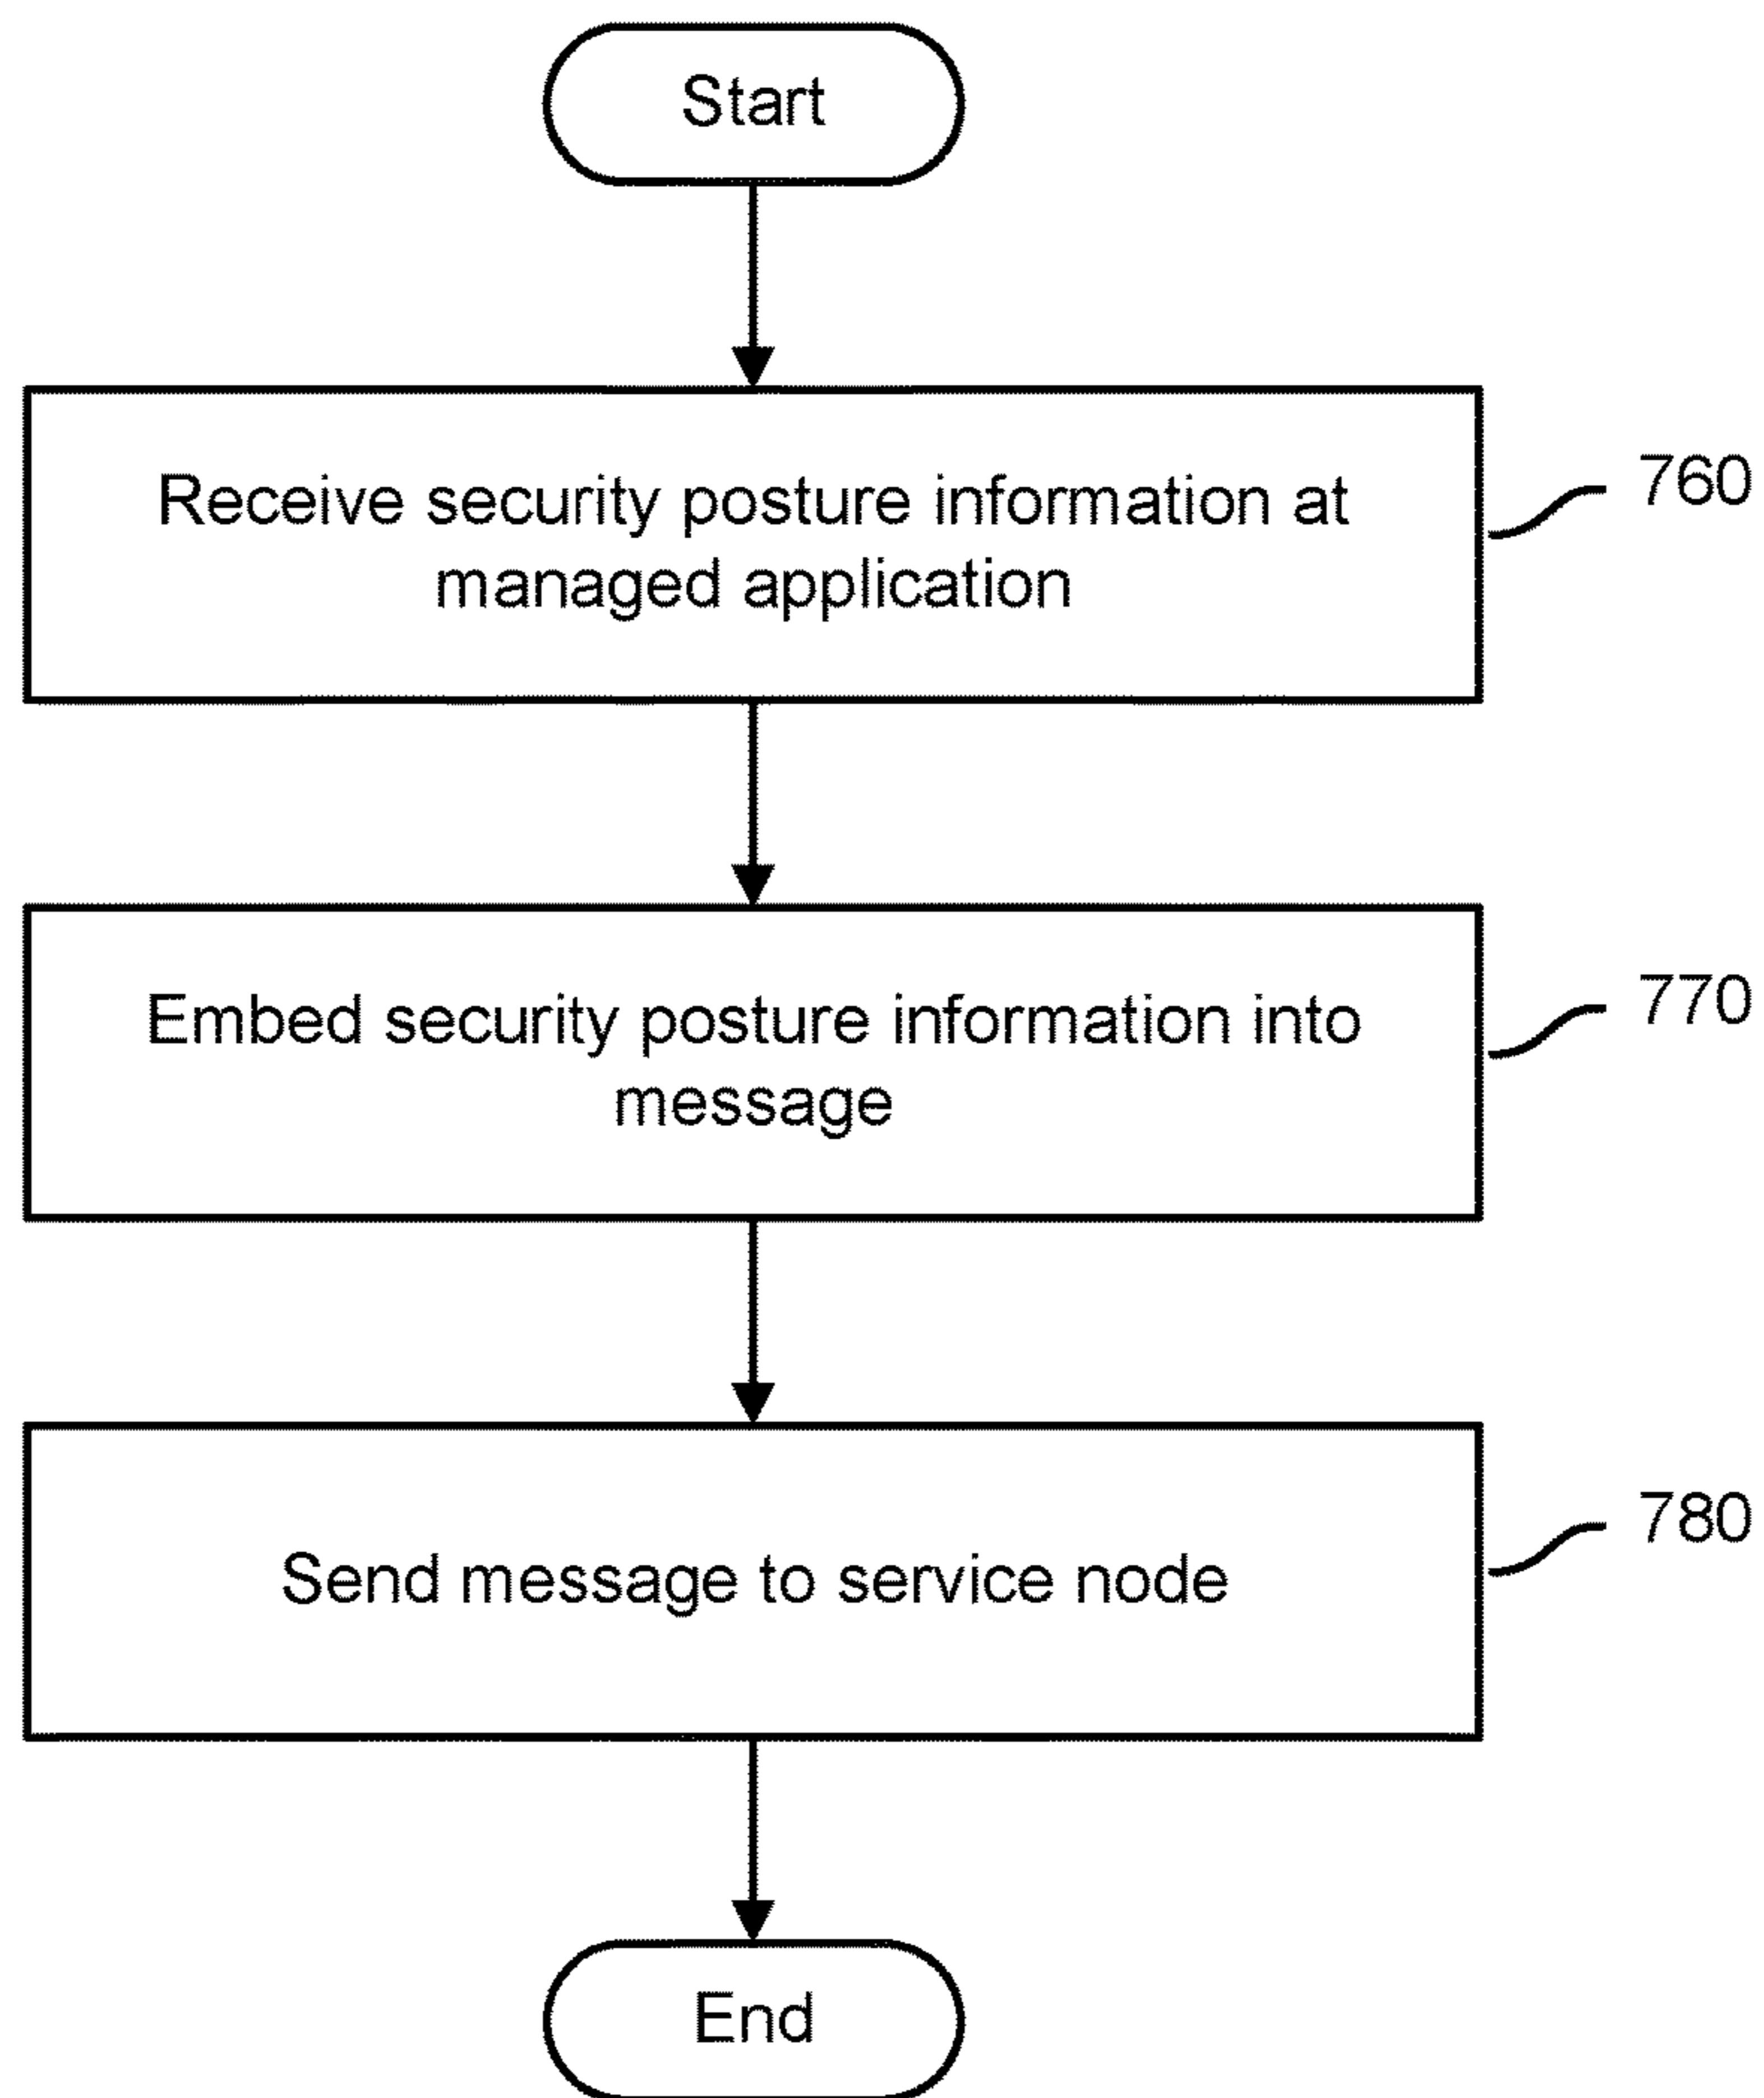 Start
Receive security posture information at
managed application
760
Embed security posture information into
message
770
Send message to service node
780
End